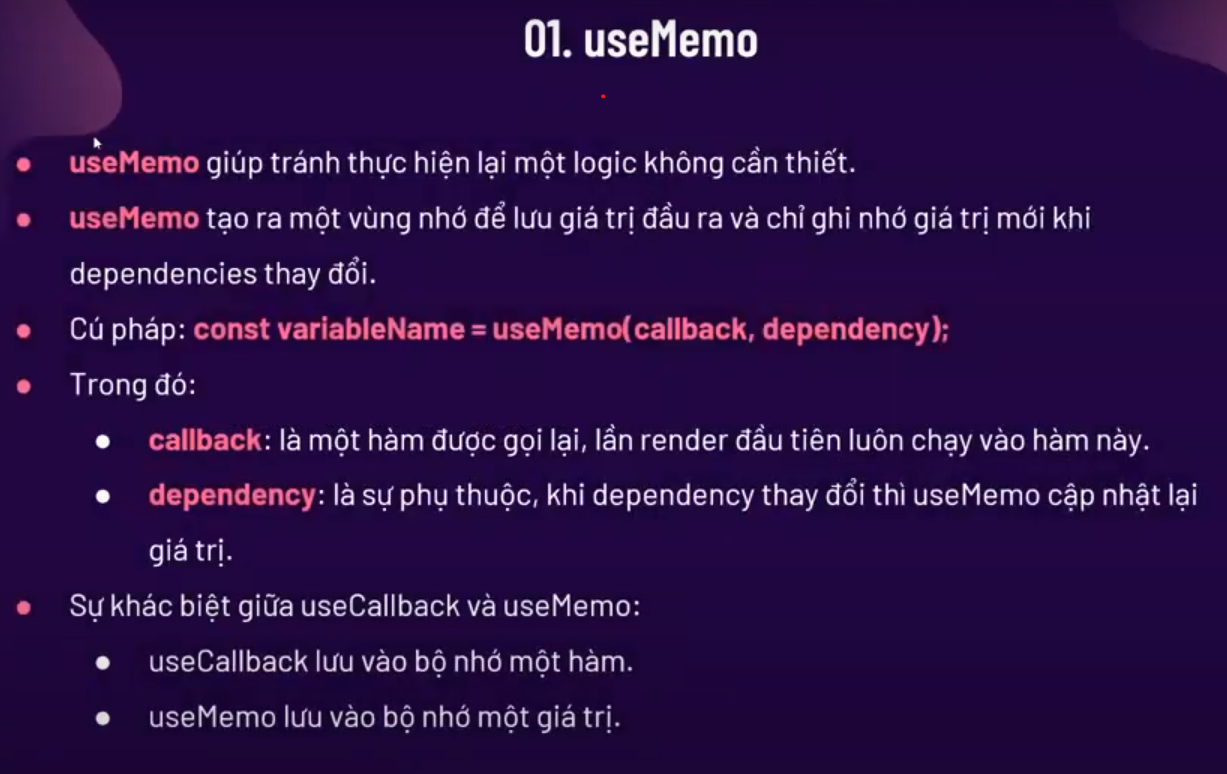 01. useMemo
useMemo giúp tránh thực hiện lại một logic không cần thiết.
useMemo tạo ra một vùng nhớ để lưu giá trị đầu ra và chỉ ghi nhớ giá trị mới khi
dependencies thay đổi.
Cú pháp: const variableName = useMemo(callback, dependency);
Trong đó:
callback: là một hàm được gọi lại, lần render đầu tiên luôn chạy vào hàm này.
dependency: là sự phụ thuộc, khi dependency thay đổi thì useMemo cập nhật lại
giá trị.
Sự khác biệt giữa useCallback và useMemo:
useCallback lưu vào bộ nhớ một hàm.
useMemo lưu vào bộ nhớ một giá trị.